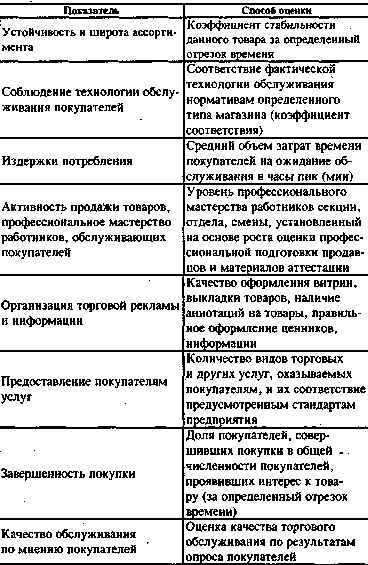 Показатель
Способ оценки
Устойчивость и широта ассорти-
мента
Коэффициент стабильности
данного товара за определенный
отрезок времени
Соблюдение технологии обслу-
живания покупателей
Соответствие фактической
технологии обслуживания
нормативам определенного
типа магазина (коэффициент
соответствия)
Издержки потребления
Средний объем затрат времени
покупателей на ожидание об-
служивания в часы пик (мин)
Активность продажи товаров,
профессиональное мастерство
работников, обслуживающих
покупателей
Уровень профессионального
мастерства работников секции,
отдела, смены, установленный
на основе роста оценки профес-
сиональной подготовки продав-
цов и материалов аттестации
Организация торговой рекламы
и информации
Качество оформления витрин,
выкладки товаров, наличие
аннотаций на товары, правиль-
ное оформление ценников,
информации
Предоставление покупателям
услуг
Количество видов торговых
и других услуг, оказываемых
покупателям, и их соответствие
предусмотренным стандартам
предприятия
Завершенность покупки
Доля покупателей, совер-
шивших покупки в общей
численности покупателей,
проявивших интерес к това-
ру (за определенный отрезок
времени)
Качество обслуживания
по мнению покупателей
Оценка качества торгового
обслуживания по результатам
опроса покупателей